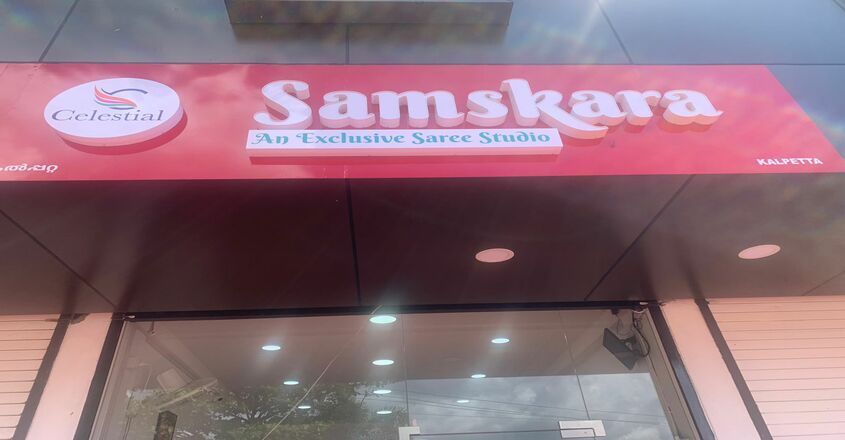 Celestial
Samskara
An Exclusive Saree Studio
KALPETTA